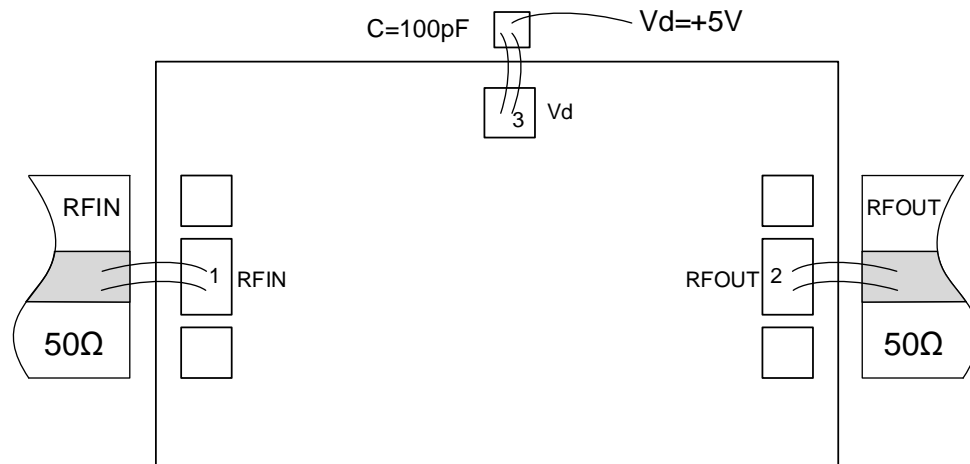 C=100pF
Vd=+5V
3
Vd
RFIN
RFOUT
1
RFIN
RFOUT
2
50Ω
50Ω